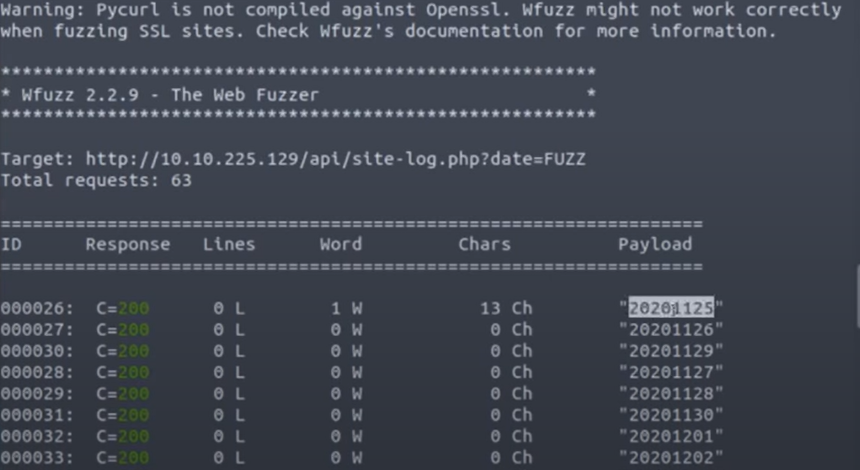 Warning: Pycurl is not compiled against Openssl. Wfuzz might not work correctly
when fuzzing SSL sites. Check Wfuzz's documentation for more information.
********************************************************
* Wfuzz 2.2.9 - The Web Fuzzer                         *
********************************************************
Target: http://10.10.225.129/api/site-log.php?date=FUZZ
Total requests: 63
==================================================================
ID      Response   Lines      Word         Chars          Payload
==================================================================
000026:  C=200      0 L        1 W           13 Ch        "20201125"
000027:  C=200      0 L        0 W            0 Ch        "20201126"
000030:  C=200      0 L        0 W            0 Ch        "20201129"
000028:  C=200      0 L        0 W            0 Ch        "20201127"
000029:  C=200      0 L        0 W            0 Ch        "20201128"
000031:  C=200      0 L        0 W            0 Ch        "20201130"
000032:  C=200      0 L        0 W            0 Ch        "20201201"
000033:  C=200      0 L        0 W            0 Ch        "20201202"